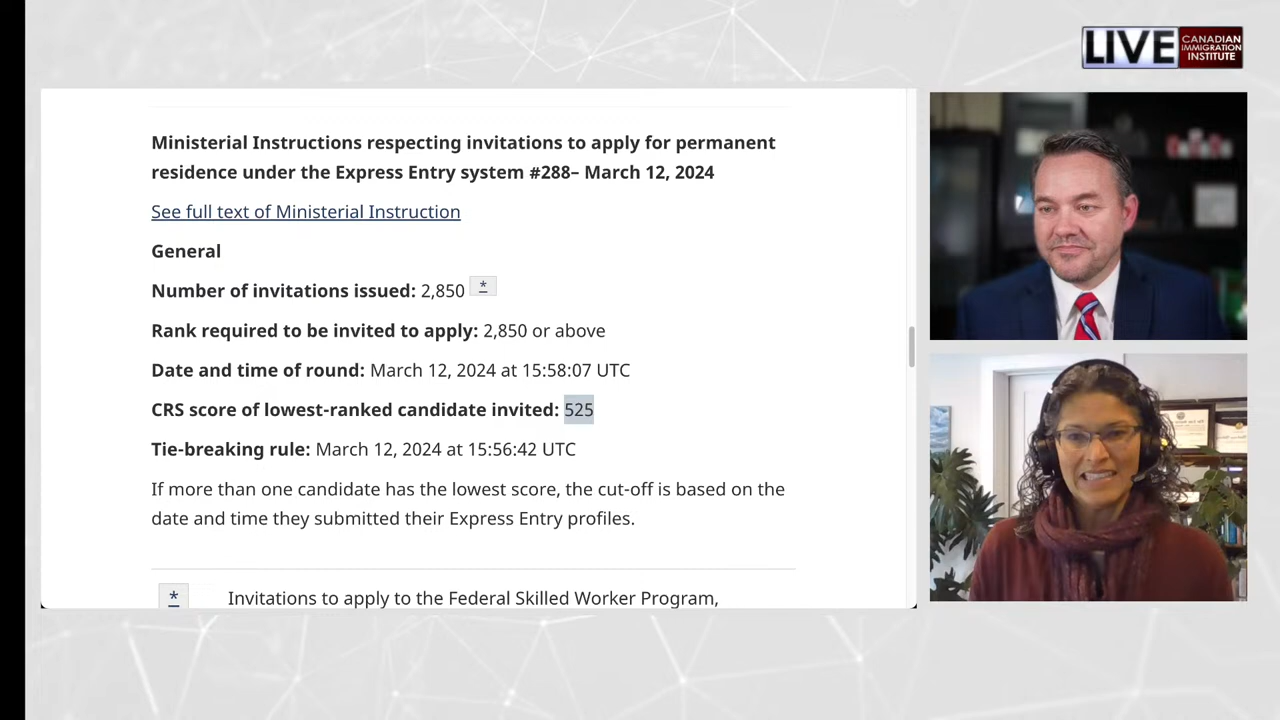 LIVE
CANADIAN
IMMIGRATION
INSTITUTE
Ministerial Instructions respecting invitations to apply for permanent
residence under the Express Entry system #288– March 12, 2024
See full text of Ministerial Instruction
General
Number of invitations issued: 2,850 *
Rank required to be invited to apply: 2,850 or above
Date and time of round: March 12, 2024 at 15:58:07 UTC
CRS score of lowest-ranked candidate invited: 525
Tie-breaking rule: March 12, 2024 at 15:56:42 UTC
If more than one candidate has the lowest score, the cut-off is based on the
date and time they submitted their Express Entry profiles.
* Invitations to apply to the Federal Skilled Worker Program,